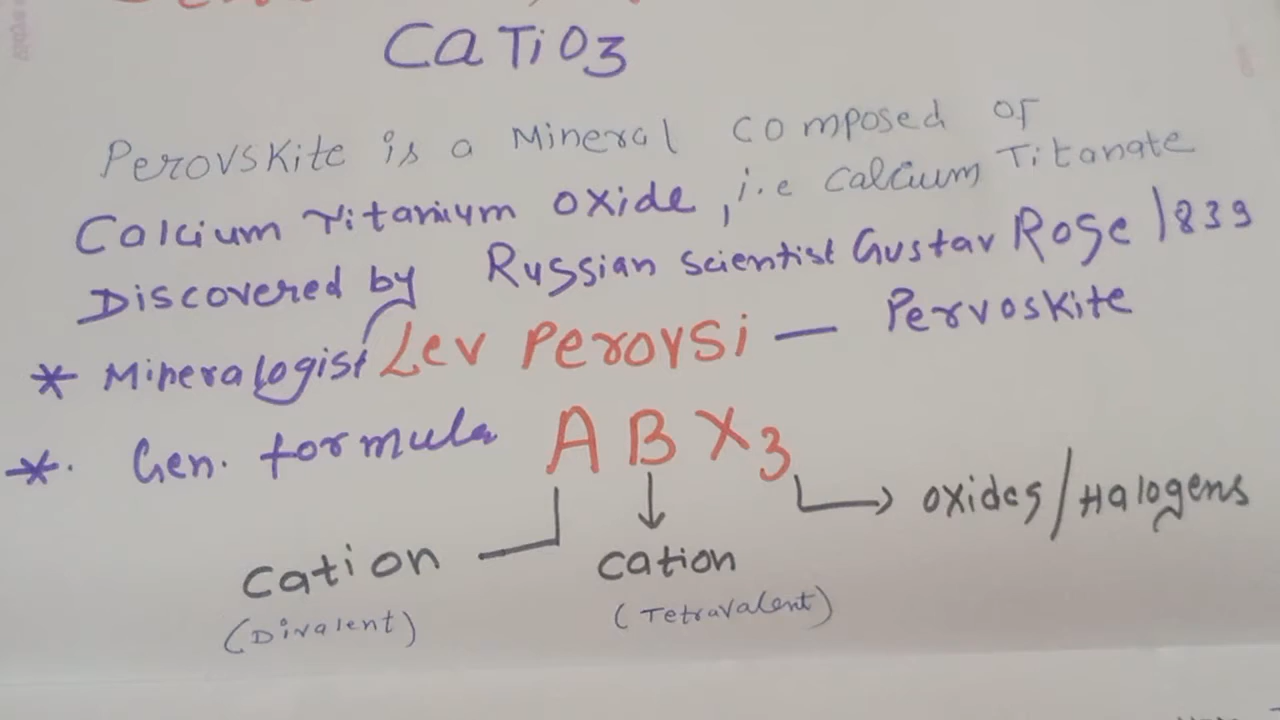 CaTiO3
Perovskite is a Mineral composed of
Calcium Titanium oxide, i.e calcium Titanate
Discovered by Russian scientist Gustav Rose 1839
* Mineralogist Lev Perovsi — Pervoskite
*. Gen. formula ABX3
oxides/Halogens
cation cation
(Divalent) (Tetravalent)